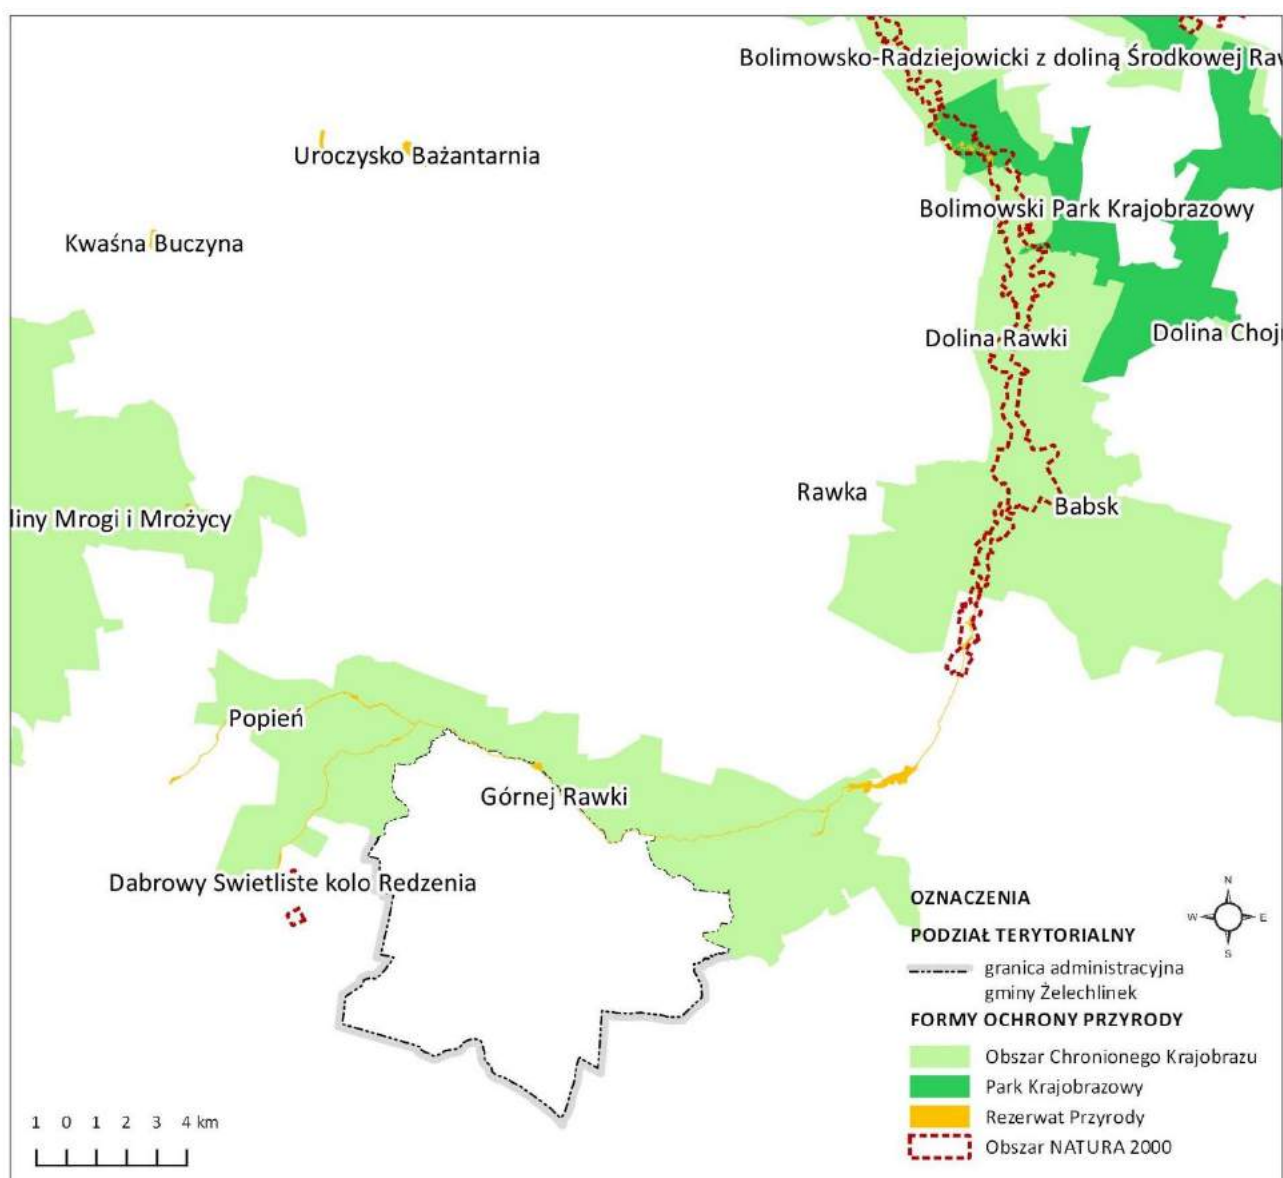 Bolimowsko-Radziejowicki z doliną Środkowej Raw
Uroczysko Bażantarnia
Bolimowski Park Krajobrazowy
Kwaśna Buczyna
Dolina Rawki
Dolina Chojn
Rawka
Babsk
liny Mrogi i Mrożycy
Popień
Górnej Rawki
Dabrowy Swietliste kolo Redzenia
N
W
E
S
OZNACZENIA
PODZIAŁ TERYTORIALNY
granica administracyjna
gminy Żelechlinek
FORMY OCHRONY PRZYRODY
Obszar Chronionego Krajobrazu
Park Krajobrazowy
Rezerwat Przyrody
Obszar NATURA 2000
1 0 1 2 3 4 km